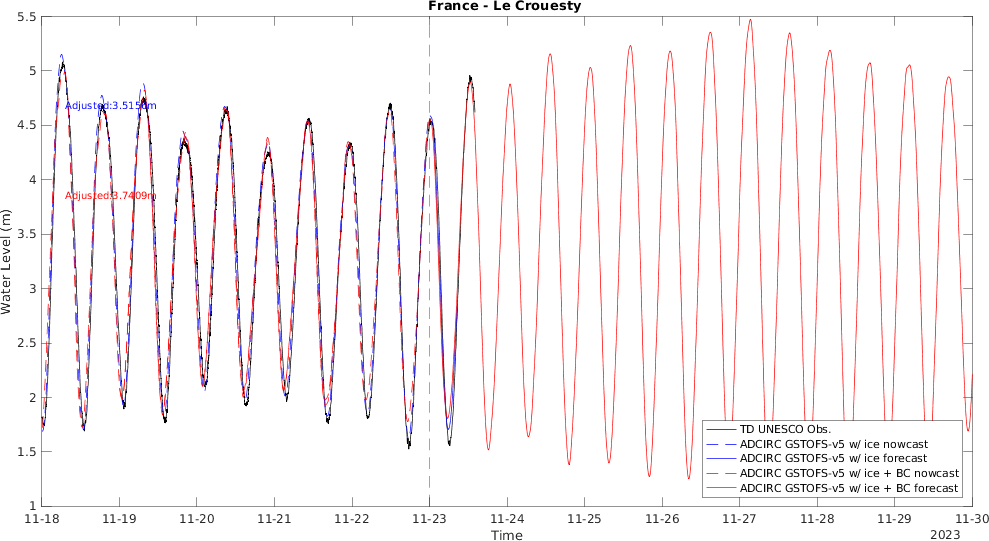 France - Le Crouesty
5.5
5
4.5
4
3.5
3
2.5
2
1.5
1
Water Level (m)
Adjusted:3.5156m
Adjusted:3.7409m
TD UNESCO Obs.
ADCIRC GSTOFS-v5 w/ ice nowcast
ADCIRC GSTOFS-v5 w/ ice forecast
ADCIRC GSTOFS-v5 w/ ice + BC nowcast
ADCIRC GSTOFS-v5 w/ ice + BC forecast
11-18 11-19 11-20 11-21 11-22 11-23 11-24 11-25 11-26 11-27 11-28 11-29 11-30
Time
2023